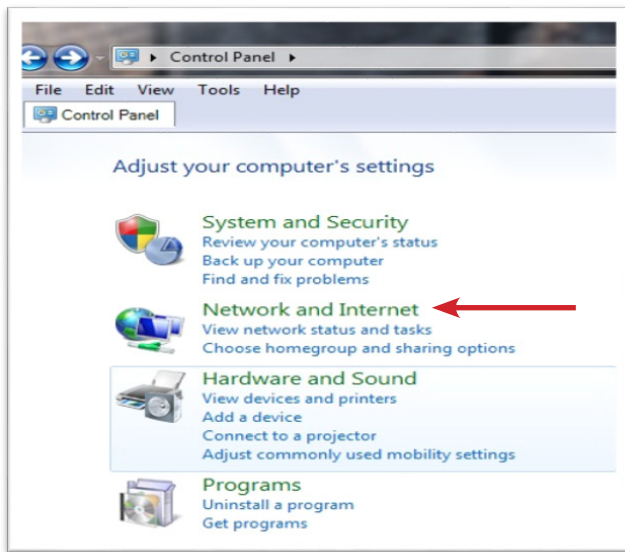 Control Panel
File Edit View Tools Help
Control Panel
Adjust your computer's settings
System and Security
Review your computer's status
Back up your computer
Find and fix problems
Network and Internet
View network status and tasks
Choose homegroup and sharing options
Hardware and Sound
View devices and printers
Add a device
Connect to a projector
Adjust commonly used mobility settings
Programs
Uninstall a program
Get programs